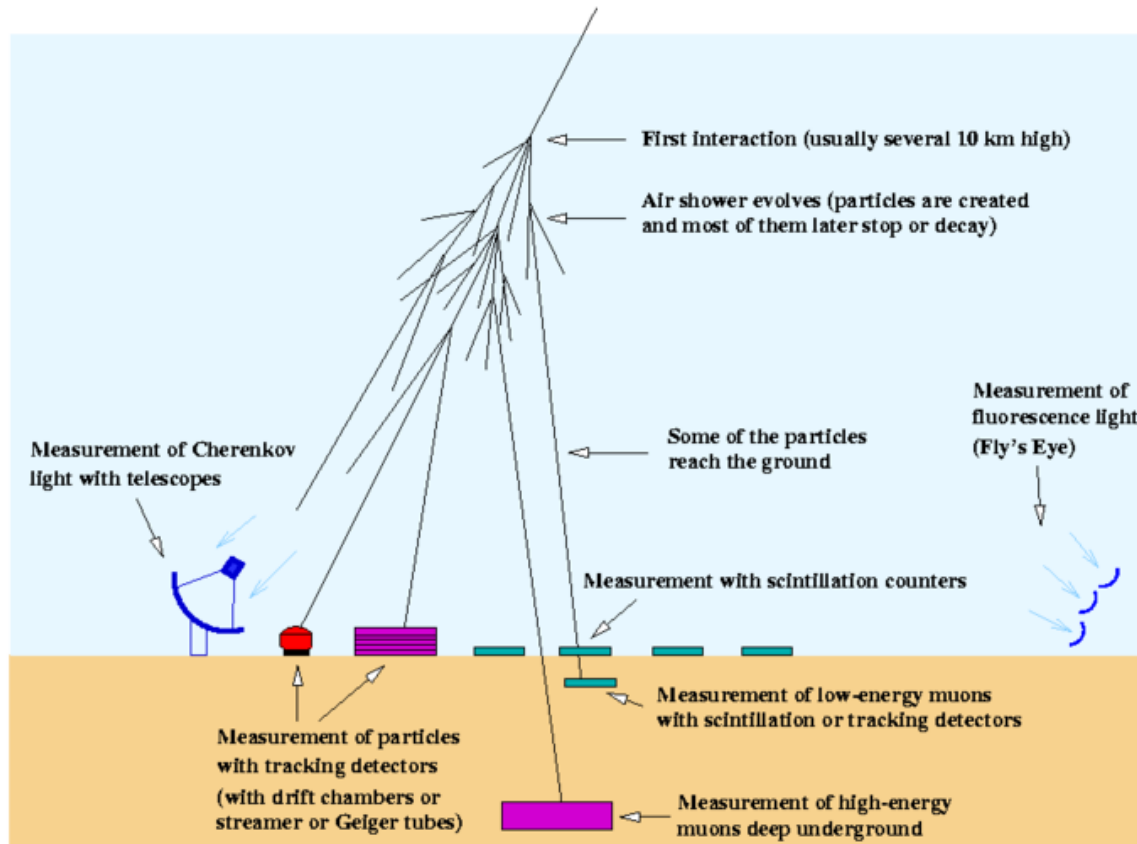 First interaction (usually several 10 km high)
Air shower evolves (particles are created
and most of them later stop or decay)
Measurement of
fluorescence light
(Fly's Eye)
Measurement of Cherenkov
light with telescopes
Some of the particles
reach the ground
Measurement with scintillation counters
Measurement of low-energy muons
with scintillation or tracking detectors
Measurement of particles
with tracking detectors
(with drift chambers or
streamer or Geiger tubes)
Measurement of high-energy
muons deep underground